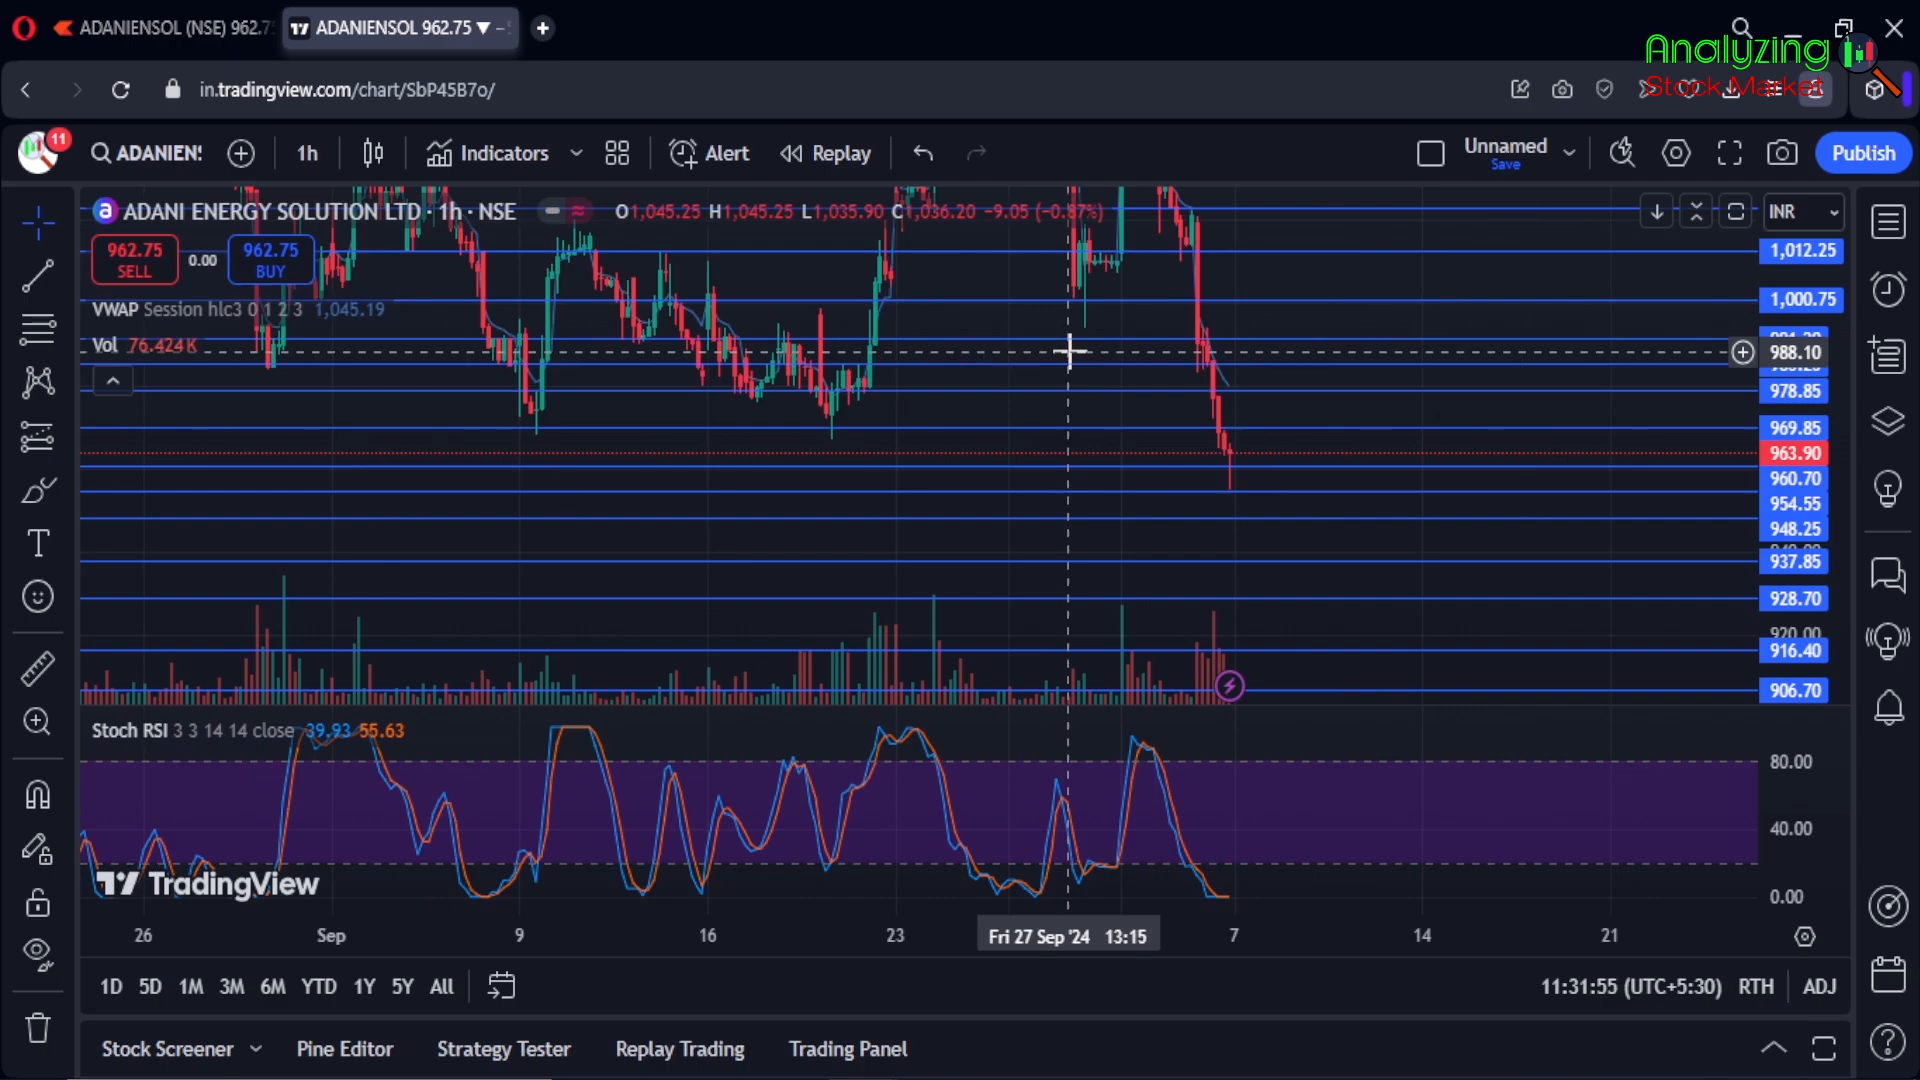 ADANIENSOL (NSE) 962.7
ADANIENSOL 962.75 ▼ –
Analyzing
Stock Market
in.tradingview.com/chart/SbP45B7o/
11
ADANIENS
1h
Indicators
Alert
Replay
Unnamed
Save
Publish
ADANI ENERGY SOLUTION LTD · 1h · NSE
O1,045.25 H1,045.25 L1,035.90 C1,036.20 −9.05 (−0.87%)
INR
962.75
SELL
0.00
962.75
BUY
1,012.25
VWAP Session hlc3 0 1 2 3 1,045.19
1,000.75
Vol 76.424K
988.10
978.85
969.85
963.90
960.70
954.55
948.25
937.85
928.70
920.00
916.40
906.70
Stoch RSI 3 3 14 14 close 39.93 55.63
80.00
40.00
0.00
TradingView
26 Sep 9 16 23 Fri 27 Sep '24 13:15 7 14 21
1D 5D 1M 3M 6M YTD 1Y 5Y All
11:31:55 (UTC+5:30) RTH ADJ
Stock Screener Pine Editor Strategy Tester Replay Trading Trading Panel